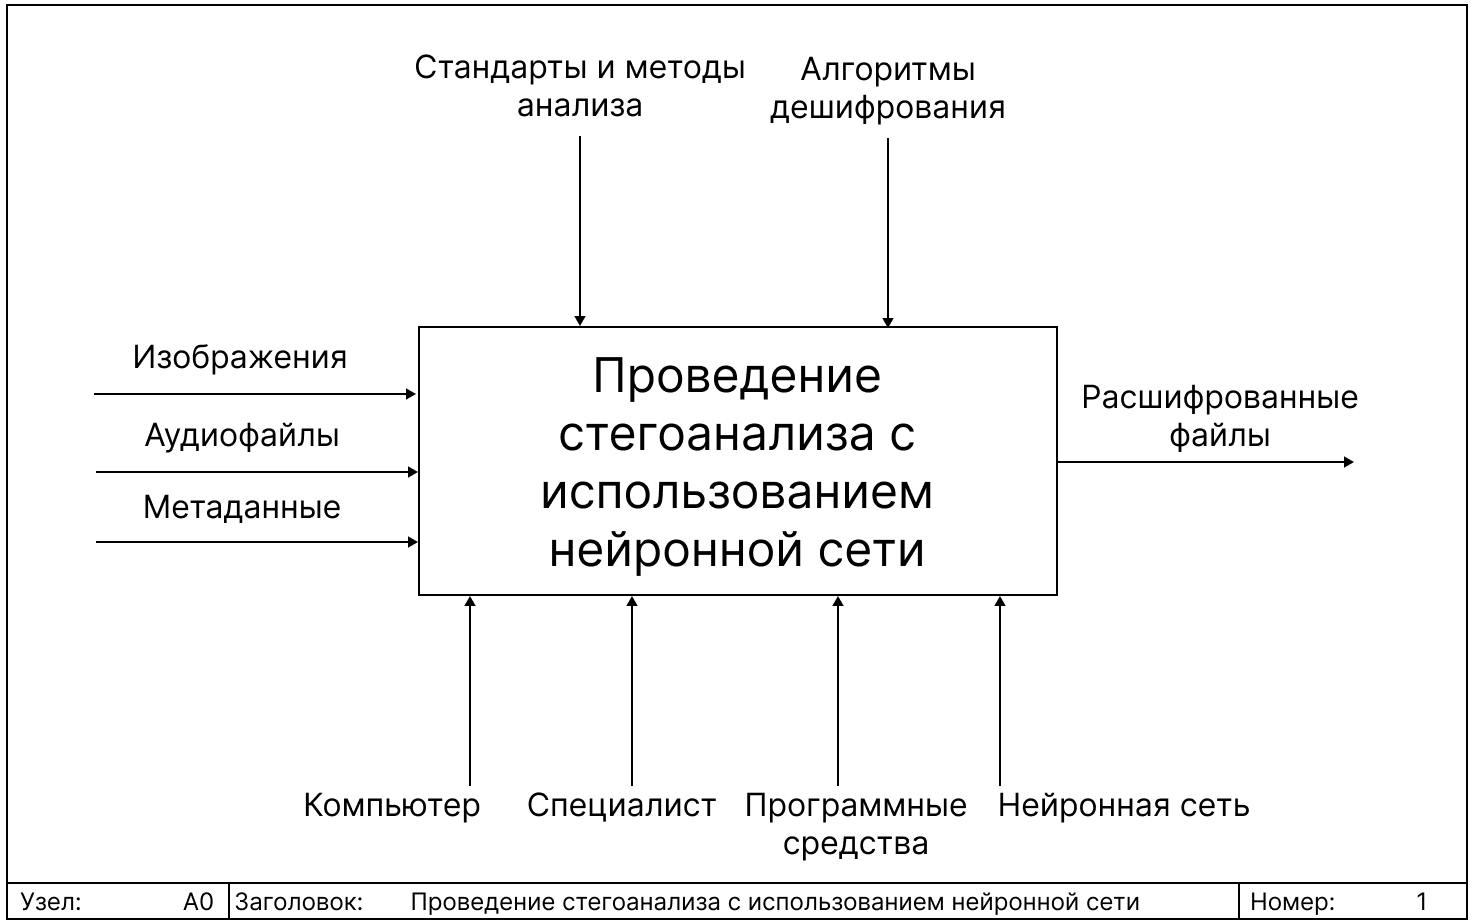 Стандарты и методы
анализа
Алгоритмы
дешифрования
Изображения
Аудиофайлы
Метаданные
Проведение
стегоанализа с
использованием
нейронной сети
Расшифрованные
файлы
Компьютер
Специалист
Программные
средства
Нейронная сеть
Узел: A0
Заголовок: Проведение стегоанализа с использованием нейронной сети
Номер: 1